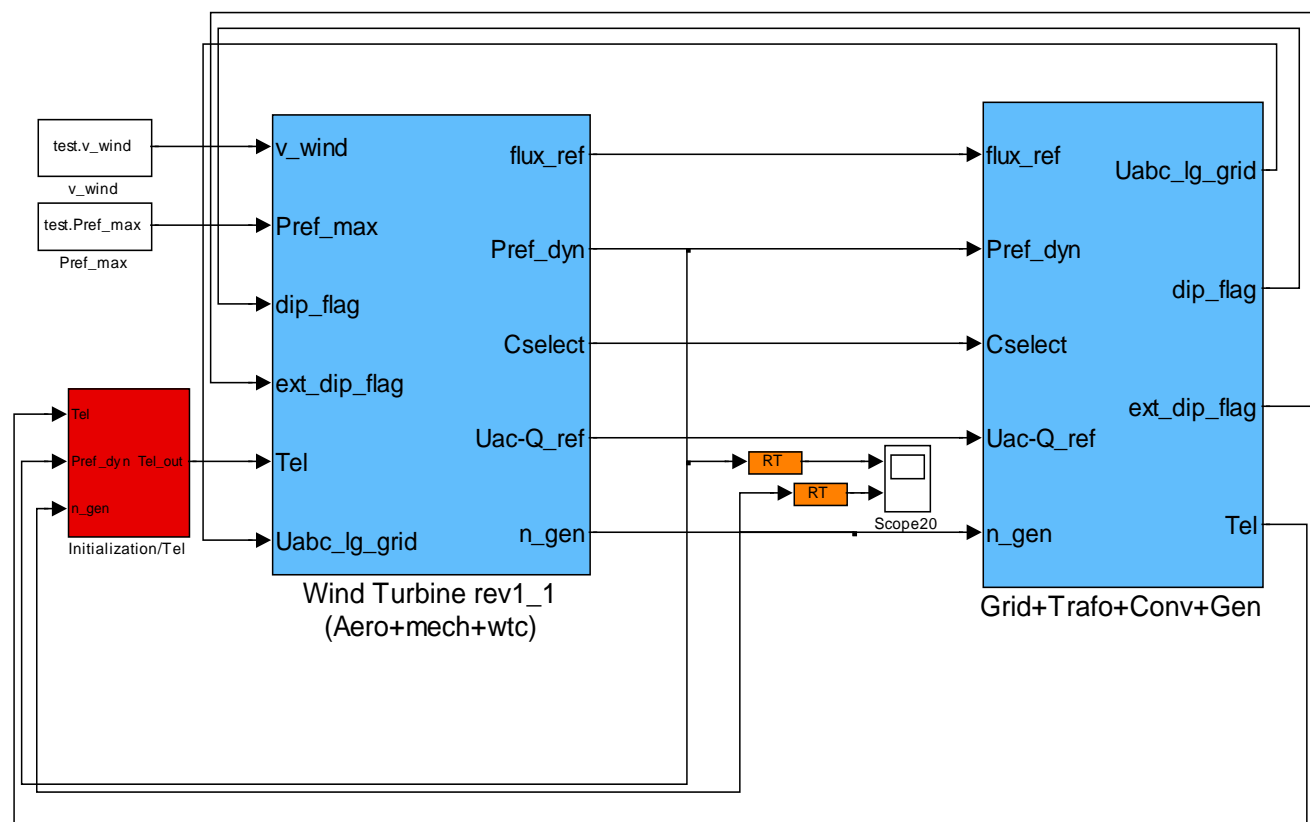 test.v_wind
v_wind
test.Pref_max
Pref_max
Tel
Pref_dyn Tel_out
n_gen
Initialization/Tel
v_wind
Pref_max
dip_flag
ext_dip_flag
Tel
Uabc_lg_grid
flux_ref
Pref_dyn
Cselect
Uac-Q_ref
n_gen
Wind Turbine rev1_1
(Aero+mech+wtc)
RT
RT
Scope20
flux_ref
Pref_dyn
Cselect
Uac-Q_ref
n_gen
Uabc_lg_grid
dip_flag
ext_dip_flag
Tel
Grid+Trafo+Conv+Gen